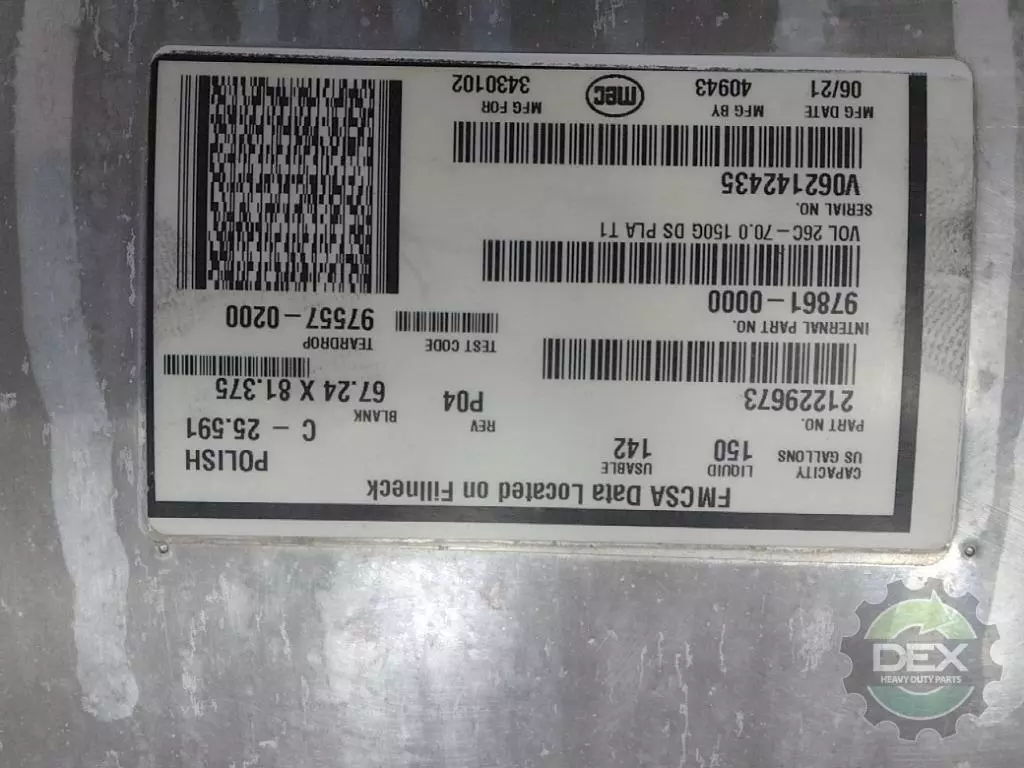 FMCSA Data Located on Fillneck
CAPACITY
US GALLONS
LIQUID
150
USABLE
142
POLISH
PART NO.
21229673
REV
P04
C - 25.591
BLANK
67.24 X 81.375
INTERNAL PART NO.
97861-0000
TEST CODE
TEARDROP
97557-0200
VOL 26C-70.0 150G DS PLA T1
SERIAL NO.
V062142435
MFG DATE
06/21
MFG BY
40943
mec
MFG FOR
3430102
DEX
HEAVY DUTY PARTS